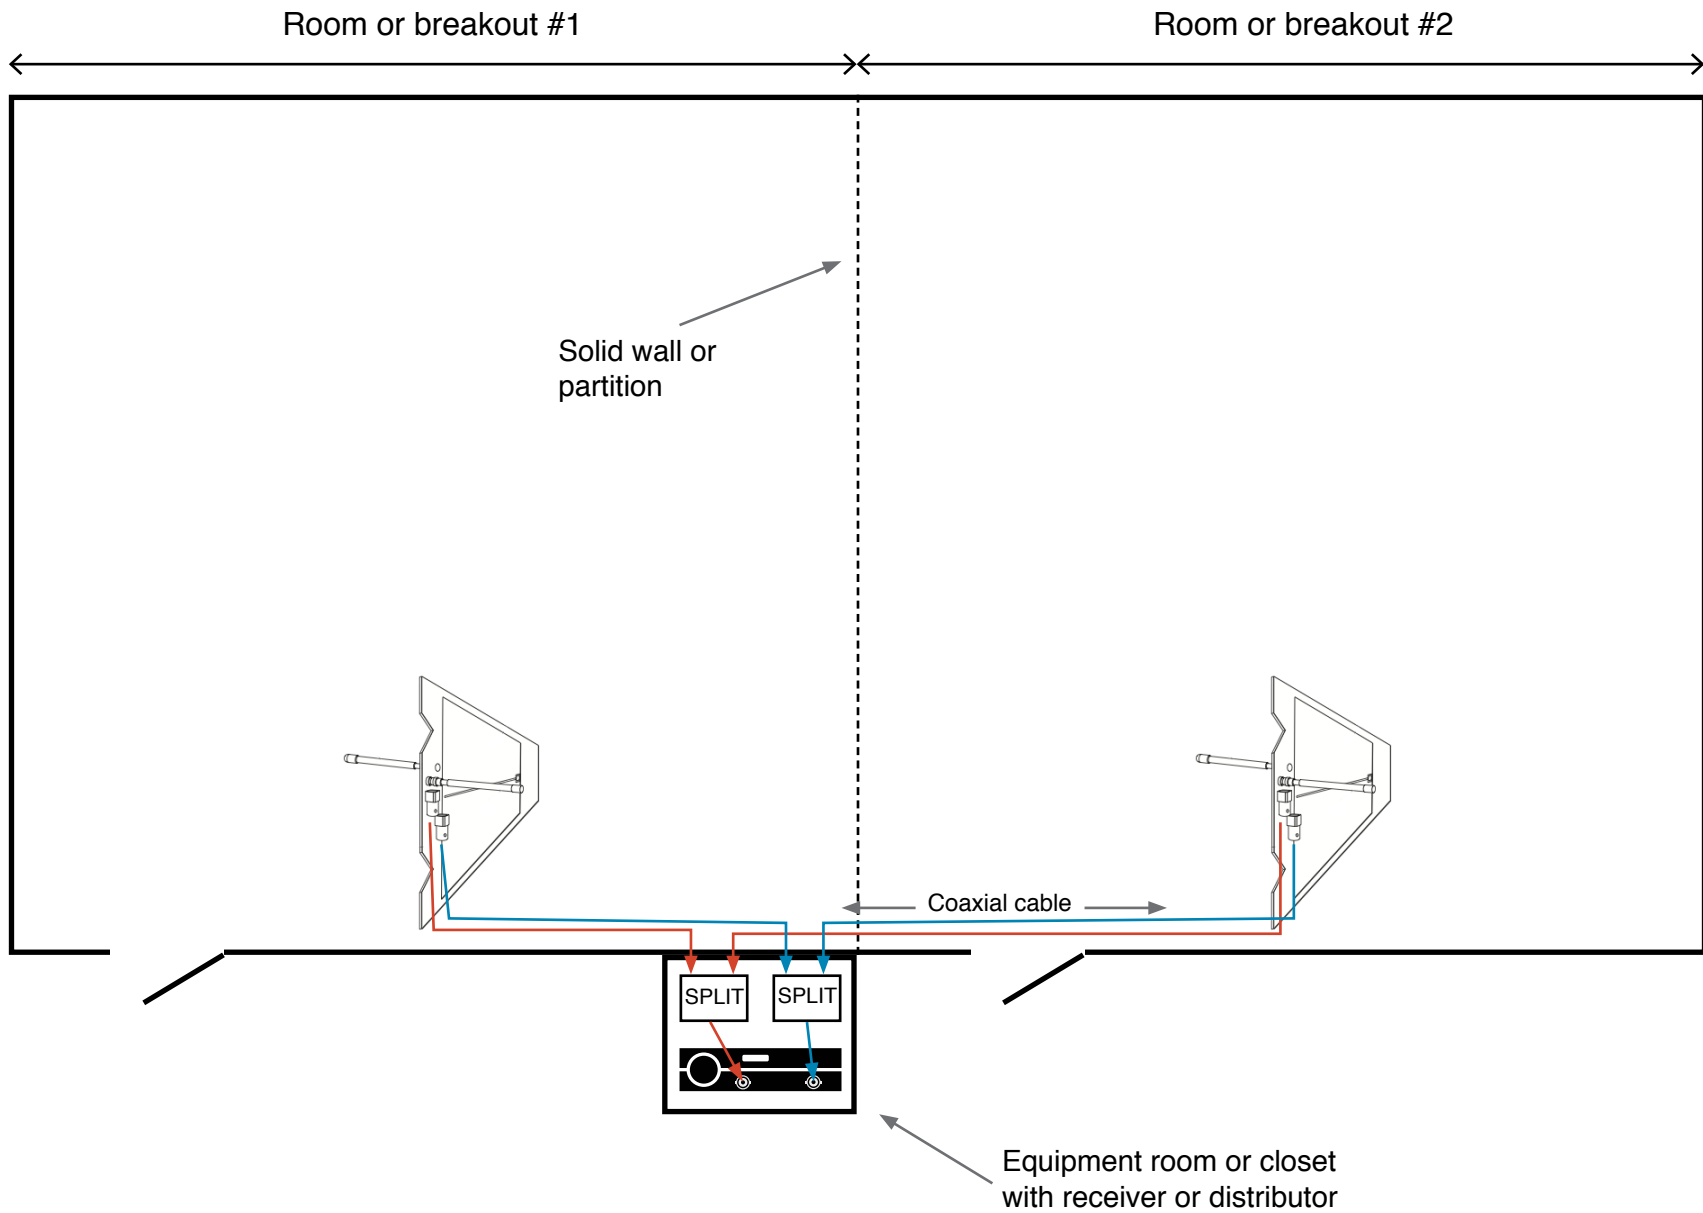 Room or breakout #1
Room or breakout #2
Solid wall or
partition
Coaxial cable
SPLIT
SPLIT
Equipment room or closet
with receiver or distributor